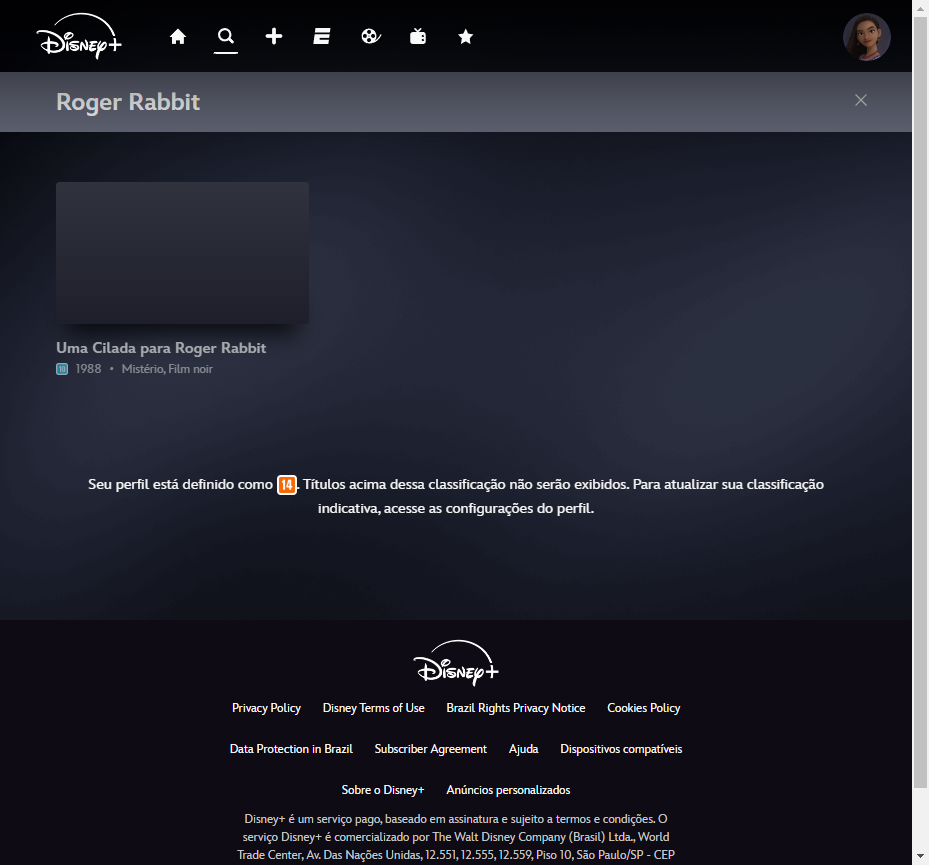 Disney+
Roger Rabbit
Uma Cilada para Roger Rabbit
10 1988 • Mistério, Film noir
Seu perfil está definido como 14. Títulos acima dessa classificação não serão exibidos. Para atualizar sua classificação
indicativa, acesse as configurações do perfil.
Disney+
Privacy Policy Disney Terms of Use Brazil Rights Privacy Notice Cookies Policy
Data Protection in Brazil Subscriber Agreement Ajuda Dispositivos compatíveis
Sobre o Disney+ Anúncios personalizados
Disney+ é um serviço pago, baseado em assinatura e sujeito a termos e condições. O
serviço Disney+ é comercializado por The Walt Disney Company (Brasil) Ltda., World
Trade Center, Av. Das Nações Unidas, 12.551, 12.555, 12.559, Piso 10, São Paulo/SP - CEP